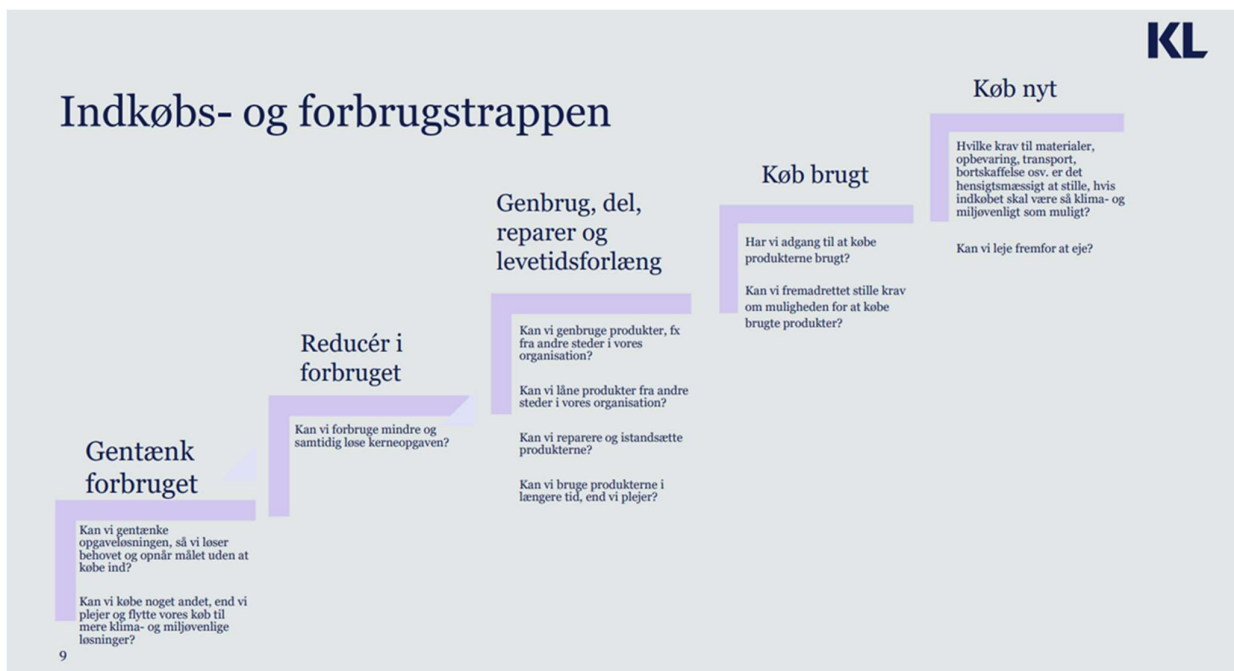 KL
Indkøbs- og forbrugstrappen
Gentænk
forbruget
Kan vi gentænke
opgaveløsningen, så vi løser
behovet og opnår målet uden at
købe ind?
Kan vi købe noget andet, end vi
plejer og flytte vores køb til
mere klima- og miljøvenlige
løsninger?
Reducér i
forbruget
Kan vi forbruge mindre og
samtidig løse kerneopgaven?
Genbrug, del,
reparer og
levetidsforlæng
Kan vi genbruge produkter, fx
fra andre steder i vores
organisation?
Kan vi låne produkter fra andre
steder i vores organisation?
Kan vi reparere og istandsætte
produkterne?
Kan vi bruge produkterne i
længere tid, end vi plejer?
Køb brugt
Har vi adgang til at købe
produkterne brugt?
Kan vi fremadrettet stille krav
om muligheden for at købe
brugte produkter?
Køb nyt
Hvilke krav til materialer,
opbevaring, transport,
bortskaffelse osv. er det
hensigtsmæssigt at stille, hvis
indkøbet skal være så klima- og
miljøvenligt som muligt?
Kan vi leje fremfor at eje?
9